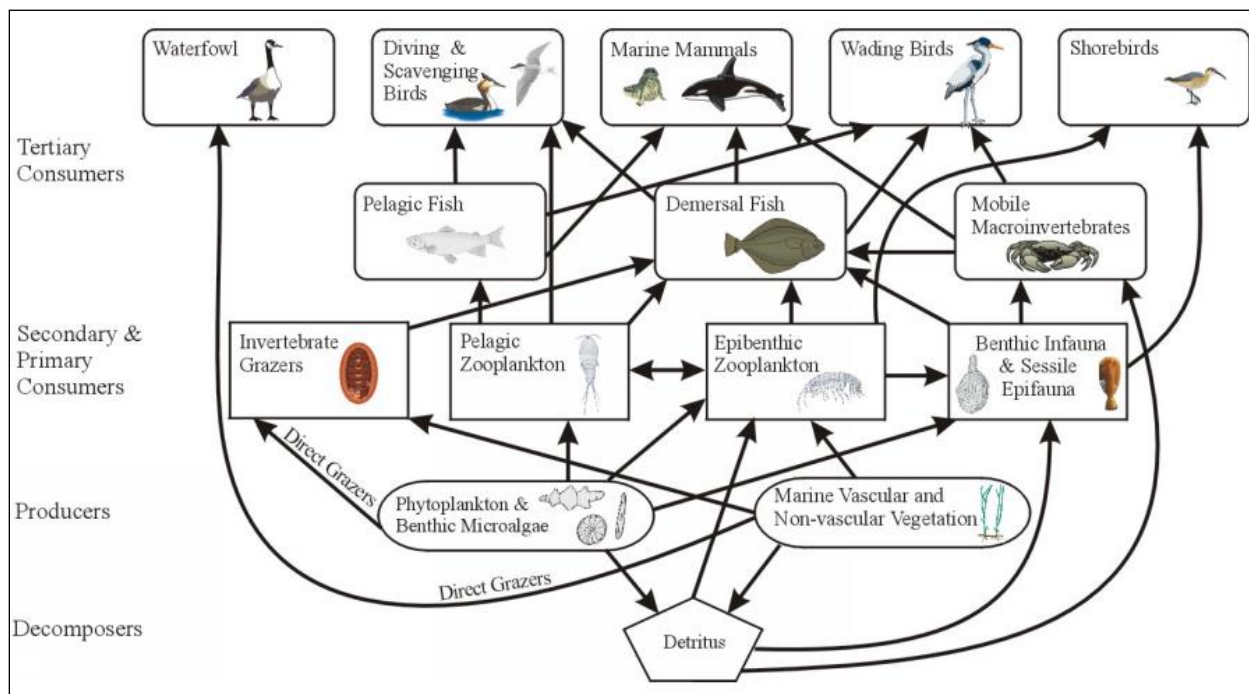 Waterfowl
Diving &
Scavenging
Birds
Marine Mammals
Wading Birds
Shorebirds
Tertiary
Consumers
Pelagic Fish
Demersal Fish
Mobile
Macroinvertebrates
Secondary &
Primary
Consumers
Invertebrate
Grazers
Pelagic
Zooplankton
Epibenthic
Zooplankton
Benthic Infauna
& Sessile
Epifauna
Direct Grazers
Producers
Phytoplankton &
Benthic Microalgae
Marine Vascular and
Non-vascular Vegetation
Direct Grazers
Decomposers
Detritus